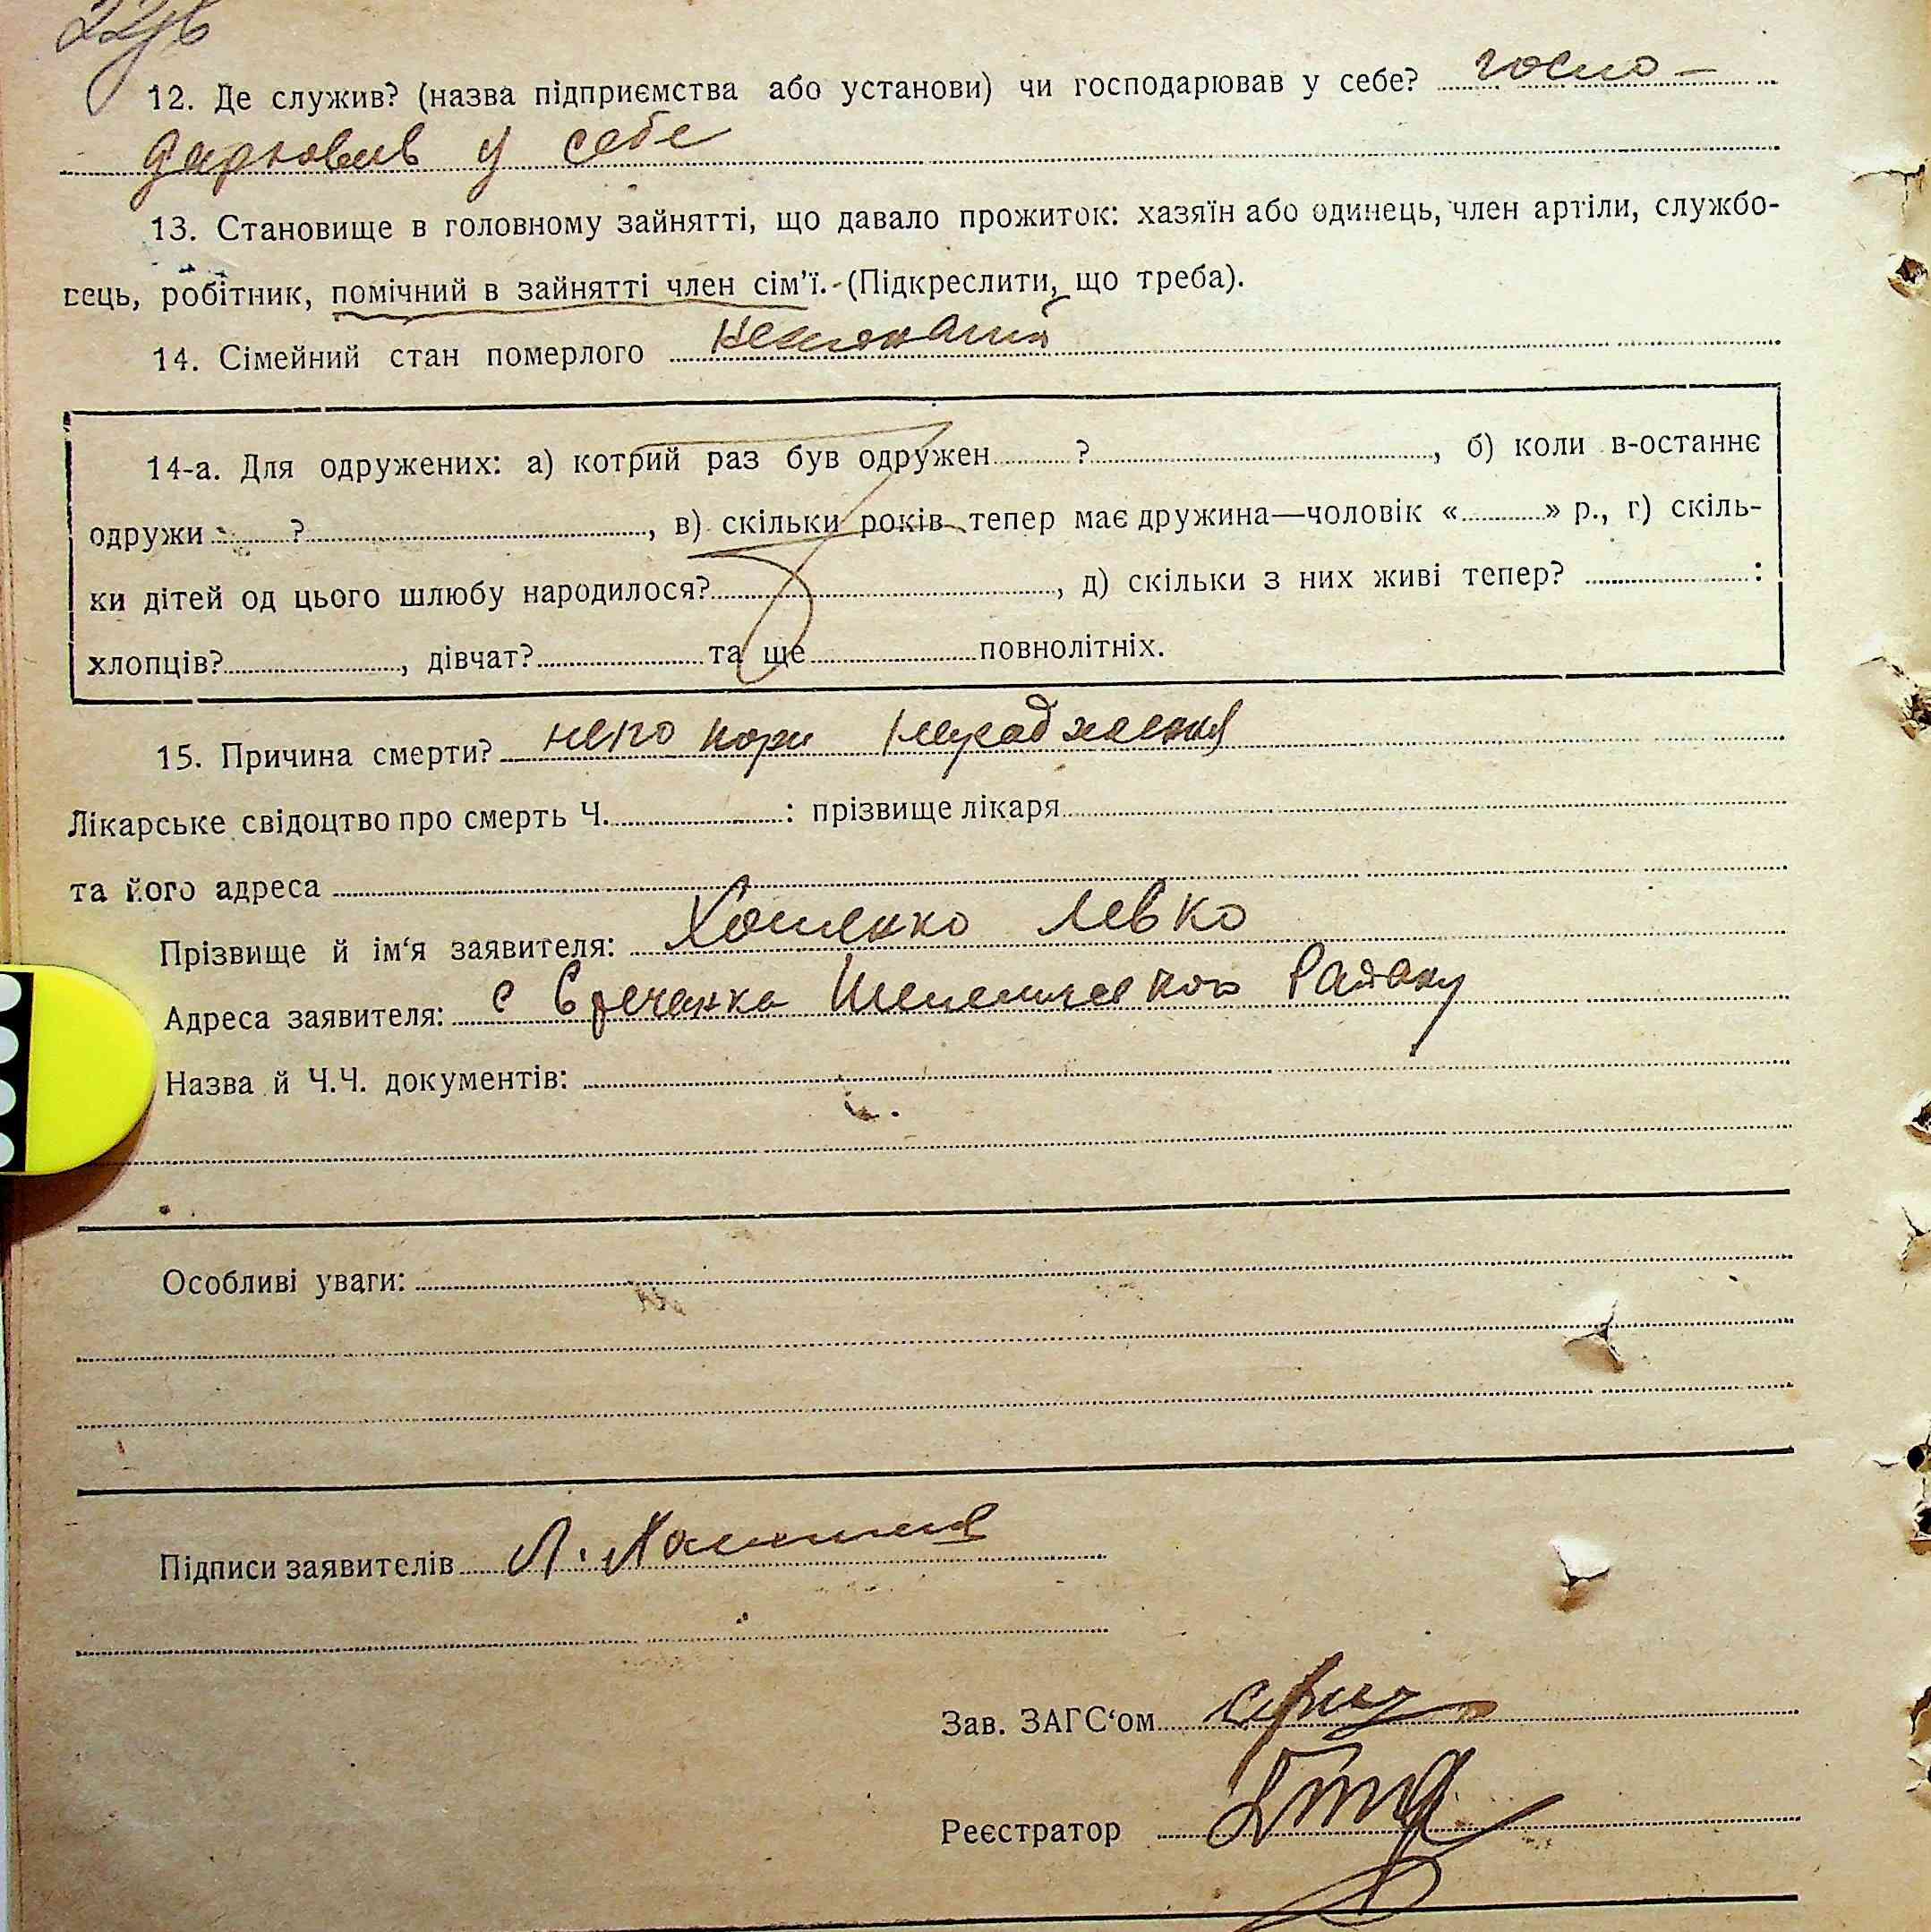 12. Де служив? (назва підприємства або установи) чи господарював у себе? госпо-
дарював у себе
13. Становище в головному зайнятті, що давало прожиток: хазяїн або одинець, член артіли, службо-
вець, робітник, помічний в зайнятті член сім'ї. (Підкреслити, що треба).
14. Сімейний стан померлого нежонатий
14-а. Для одружених: а) котрий раз був одружен ? , б) коли в-останнє
одружи ? , в) скільки років тепер має дружина—чоловік « » р., г) скіль-
ки дітей од цього шлюбу народилося? , д) скільки з них живі тепер? :
хлопців? , дівчат? та ще повнолітніх.
15. Причина смерти?
Лікарське свідоцтво про смерть Ч. : прізвище лікаря
та його адреса
Прізвище й ім'я заявителя: Левко
Адреса заявителя: с Району
Назва й Ч.Ч. документів:
Особливі уваги:
Підписи заявителів Л.
Зав. ЗАГС'ом
Реєстратор